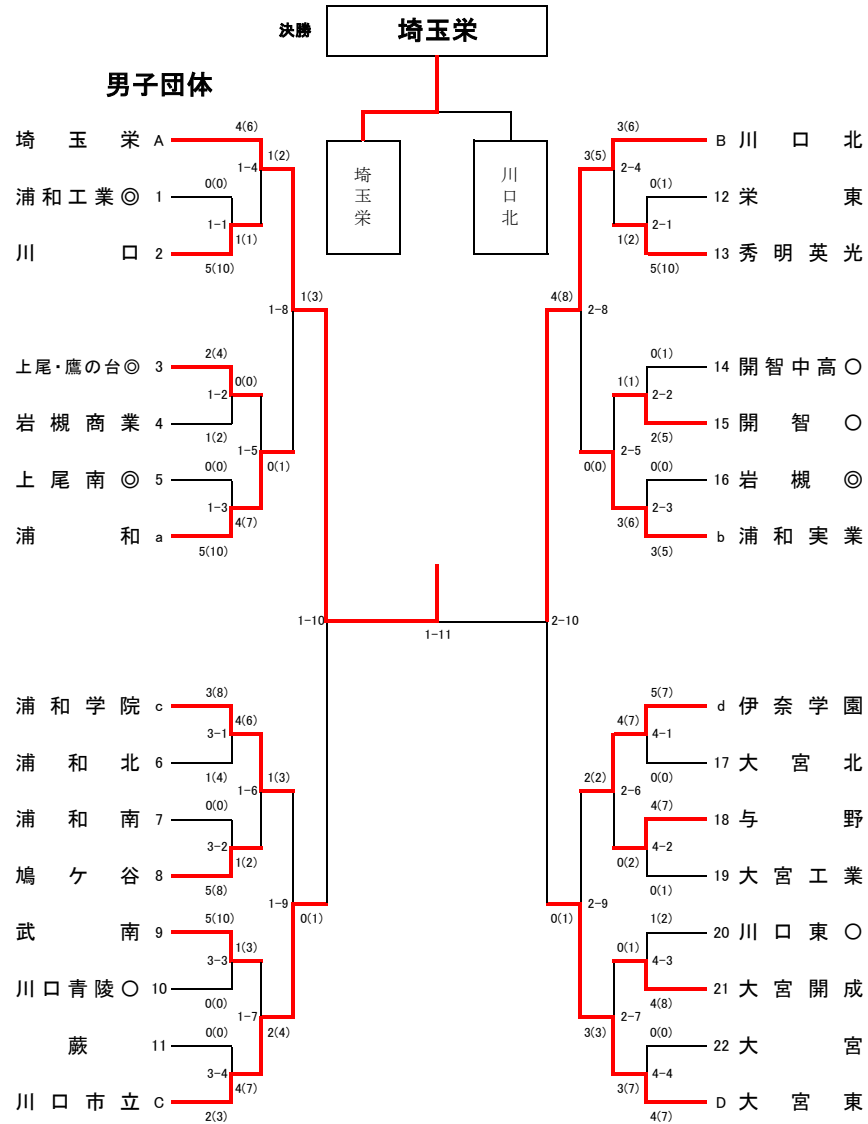 決勝
埼玉栄
男子団体
埼玉栄
川口北
埼玉栄 A
4(6)
1(2)
1-4
浦和工業◎ 1
0(0)
1-1
1(1)
川口 2
5(10)
1-8
1(3)
上尾・鷹の台◎ 3
2(4)
0(0)
1-2
岩槻商業 4
1(2)
1-5
0(1)
上尾南◎ 5
0(0)
1-3
4(7)
浦和 a
5(10)
1-10
浦和学院 c
3(8)
4(6)
3-1
浦和北 6
1(4)
1(3)
1-6
浦和南 7
0(0)
3-2
1(2)
鳩ケ谷 8
5(8)
1-9
0(1)
武南 9
5(10)
1(3)
3-3
川口青陵〇 10
0(0)
1-7
2(4)
蕨 11
0(0)
3-4
4(7)
川口市立 C
2(3)
1-11
3(6)
B 川口北
3(5)
2-4
0(1)
12 栄東
2-1
1(2)
13 秀明英光
5(10)
4(8)
2-8
0(1)
14 開智中高〇
1(1)
2-2
15 開智〇
2(5)
2-5
0(0)
0(0)
16 岩槻◎
2-3
3(6)
b 浦和実業
3(5)
2-10
5(7)
d 伊奈学園
4(7)
4-1
17 大宮北
0(0)
2(2)
2-6
4(7)
18 与野
4-2
0(2)
19 大宮工業
0(1)
2-9
0(1)
1(2)
20 川口東〇
0(1)
4-3
21 大宮開成
4(8)
2-7
3(3)
0(0)
22 大宮
4-4
3(7)
D 大宮東
4(7)